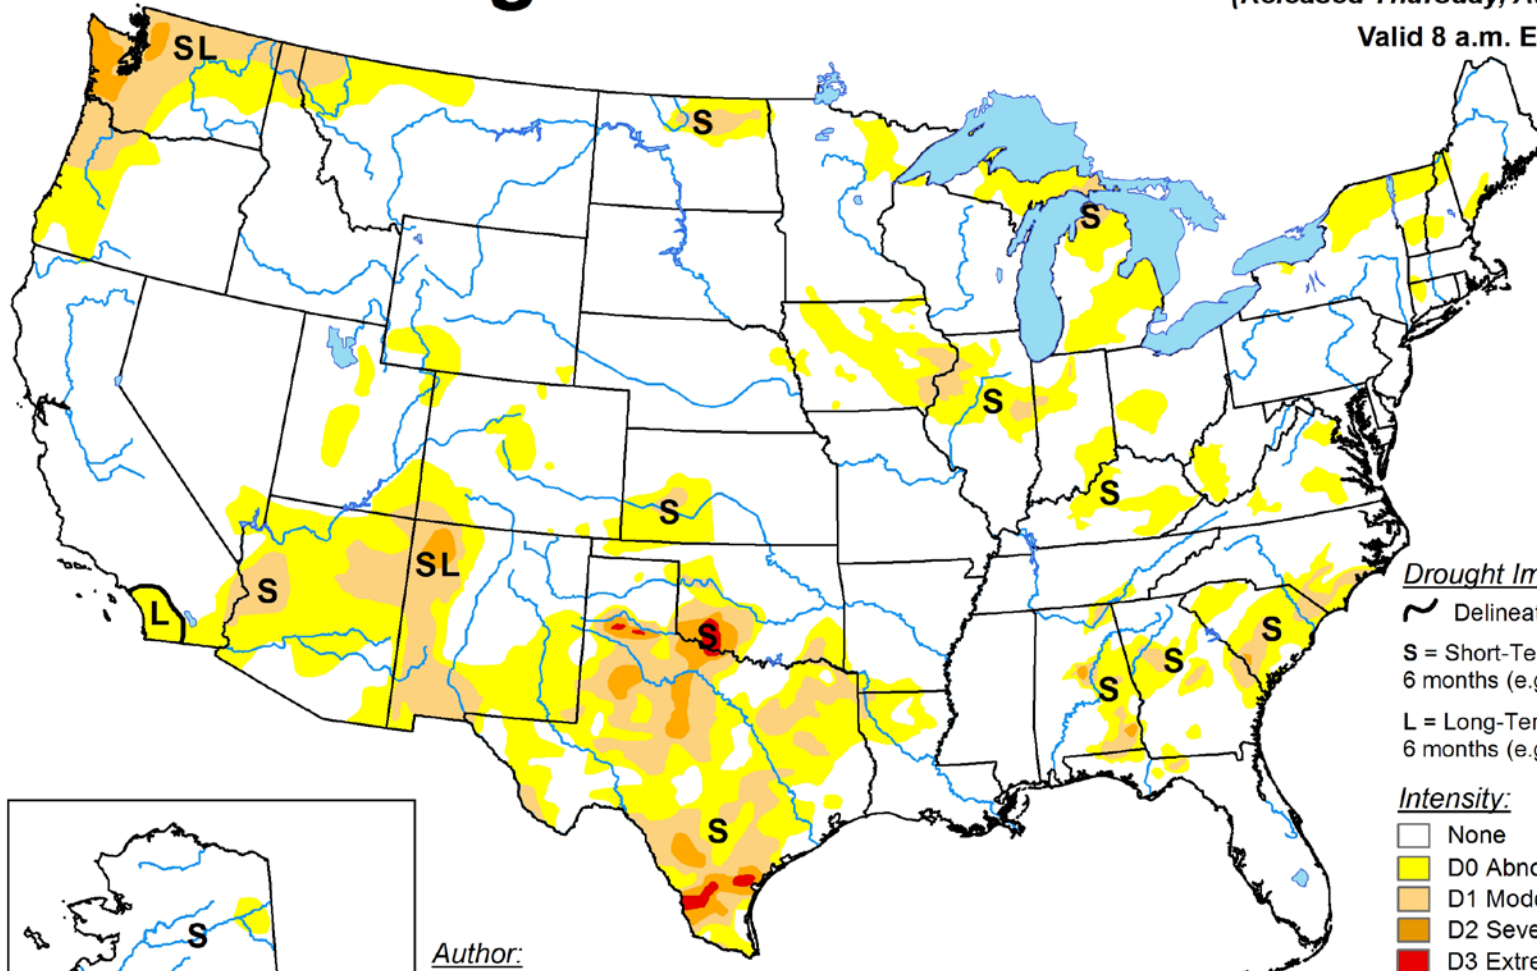 Valid 8 a.m. E
SL
S
S
S
S
S
SL
S
L
S
S
S
S
S
S
Drought Im
Delinea
S = Short-Te
6 months (e.g
L = Long-Ter
6 months (e.g
Intensity:
None
D0 Abno
D1 Mode
D2 Seve
D3 Extre
Author: